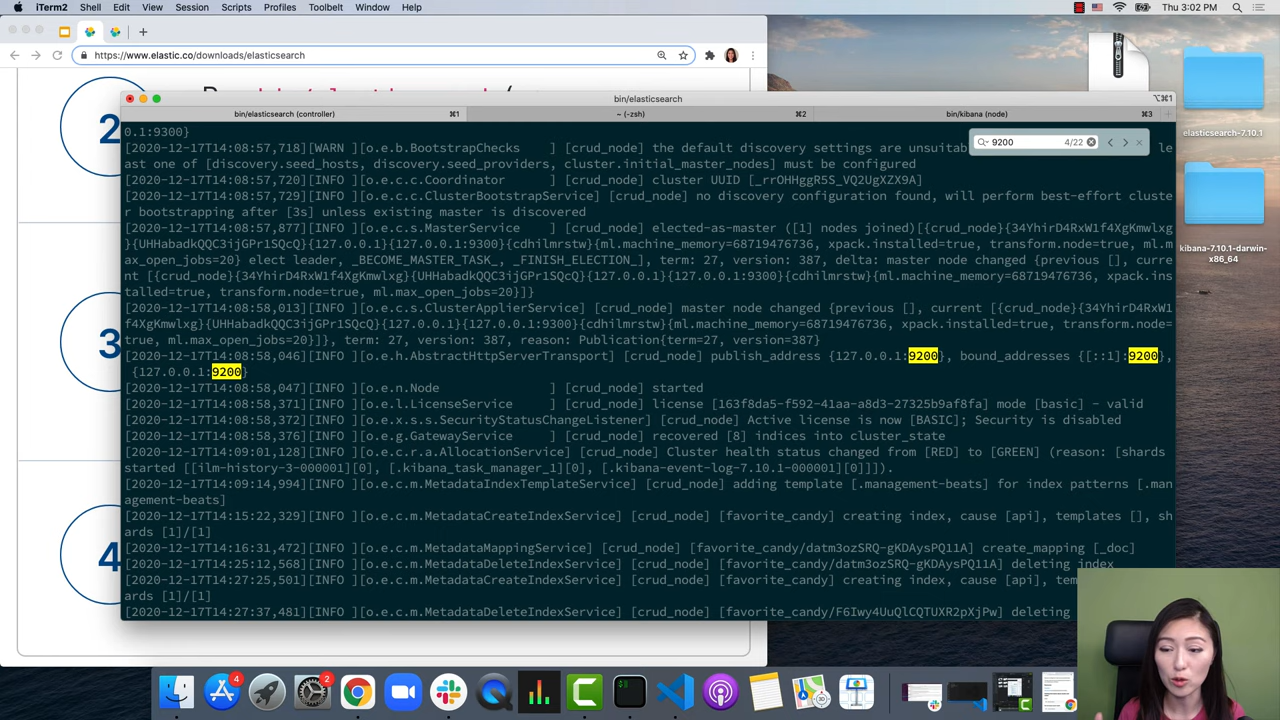 iTerm2 Shell Edit View Session Scripts Profiles Toolbelt Window Help Thu 3:02 PM
https://www.elastic.co/downloads/elasticsearch
2
bin/elasticsearch ⌥⌘1
bin/elasticsearch (controller) ⌘1 ~ (-zsh) ⌘2 bin/kibana (node) ⌘3
0.1:9300}
9200 4/22
[2020-12-17T14:08:57,718][WARN ][o.e.b.BootstrapChecks ] [crud_node] the default discovery settings are unsuitab le
ast one of [discovery.seed_hosts, discovery.seed_providers, cluster.initial_master_nodes] must be configured
[2020-12-17T14:08:57,720][INFO ][o.e.c.c.Coordinator ] [crud_node] cluster UUID [_rrOHHggR5S_VQ2UgXZX9A]
[2020-12-17T14:08:57,729][INFO ][o.e.c.c.ClusterBootstrapService] [crud_node] no discovery configuration found, will perform best-effort cluste
r bootstrapping after [3s] unless existing master is discovered
[2020-12-17T14:08:57,877][INFO ][o.e.c.s.MasterService ] [crud_node] elected-as-master ([1] nodes joined)[{crud_node}{34YhirD4RxW1f4XgKmwlxg
}{UHHabadkQQC3ijGPr1SQcQ}{127.0.0.1}{127.0.0.1:9300}{cdhilmrstw}{ml.machine_memory=68719476736, xpack.installed=true, transform.node=true, ml.m
ax_open_jobs=20} elect leader, _BECOME_MASTER_TASK_, _FINISH_ELECTION_], term: 27, version: 387, delta: master node changed {previous [], curre
nt [{crud_node}{34YhirD4RxW1f4XgKmwlxg}{UHHabadkQQC3ijGPr1SQcQ}{127.0.0.1}{127.0.0.1:9300}{cdhilmrstw}{ml.machine_memory=68719476736, xpack.ins
talled=true, transform.node=true, ml.max_open_jobs=20}]}
[2020-12-17T14:08:58,013][INFO ][o.e.c.s.ClusterApplierService] [crud_node] master node changed {previous [], current [{crud_node}{34YhirD4RxW1
f4XgKmwlxg}{UHHabadkQQC3ijGPr1SQcQ}{127.0.0.1}{127.0.0.1:9300}{cdhilmrstw}{ml.machine_memory=68719476736, xpack.installed=true, transform.node=
true, ml.max_open_jobs=20}]}, term: 27, version: 387, reason: Publication{term=27, version=387}
[2020-12-17T14:08:58,046][INFO ][o.e.h.AbstractHttpServerTransport] [crud_node] publish_address {127.0.0.1:9200}, bound_addresses {[::1]:9200},
{127.0.0.1:9200}
[2020-12-17T14:08:58,047][INFO ][o.e.n.Node ] [crud_node] started
[2020-12-17T14:08:58,371][INFO ][o.e.l.LicenseService ] [crud_node] license [163f8da5-f592-41aa-a8d3-27325b9af8fa] mode [basic] - valid
[2020-12-17T14:08:58,372][INFO ][o.e.x.s.s.SecurityStatusChangeListener] [crud_node] Active license is now [BASIC]; Security is disabled
[2020-12-17T14:08:58,376][INFO ][o.e.g.GatewayService ] [crud_node] recovered [8] indices into cluster_state
[2020-12-17T14:09:01,128][INFO ][o.e.c.r.a.AllocationService] [crud_node] Cluster health status changed from [RED] to [GREEN] (reason: [shards
started [[ilm-history-3-000001][0], [.kibana_task_manager_1][0], [.kibana-event-log-7.10.1-000001][0]]]).
[2020-12-17T14:09:14,994][INFO ][o.e.c.m.MetadataIndexTemplateService] [crud_node] adding template [.management-beats] for index patterns [.man
agement-beats]
[2020-12-17T14:15:22,329][INFO ][o.e.c.m.MetadataCreateIndexService] [crud_node] [favorite_candy] creating index, cause [api], templates [], sh
ards [1]/[1]
[2020-12-17T14:16:31,472][INFO ][o.e.c.m.MetadataMappingService] [crud_node] [favorite_candy/datm3ozSRQ-gKDAysPQ11A] create_mapping [_doc]
[2020-12-17T14:25:12,568][INFO ][o.e.c.m.MetadataDeleteIndexService] [crud_node] [favorite_candy/datm3ozSRQ-gKDAysPQ11A] deleting index
[2020-12-17T14:27:25,501][INFO ][o.e.c.m.MetadataCreateIndexService] [crud_node] [favorite_candy] creating index, cause [api],
ards [1]/[1]
[2020-12-17T14:27:37,481][INFO ][o.e.c.m.MetadataDeleteIndexService] [crud_node] [favorite_candy/F6Iwy4UuQlCQTUXR2pXjPw] deleting
3
4
elasticsearch-7.10.1
kibana-7.10.1-darwin-
x86_64
4
2